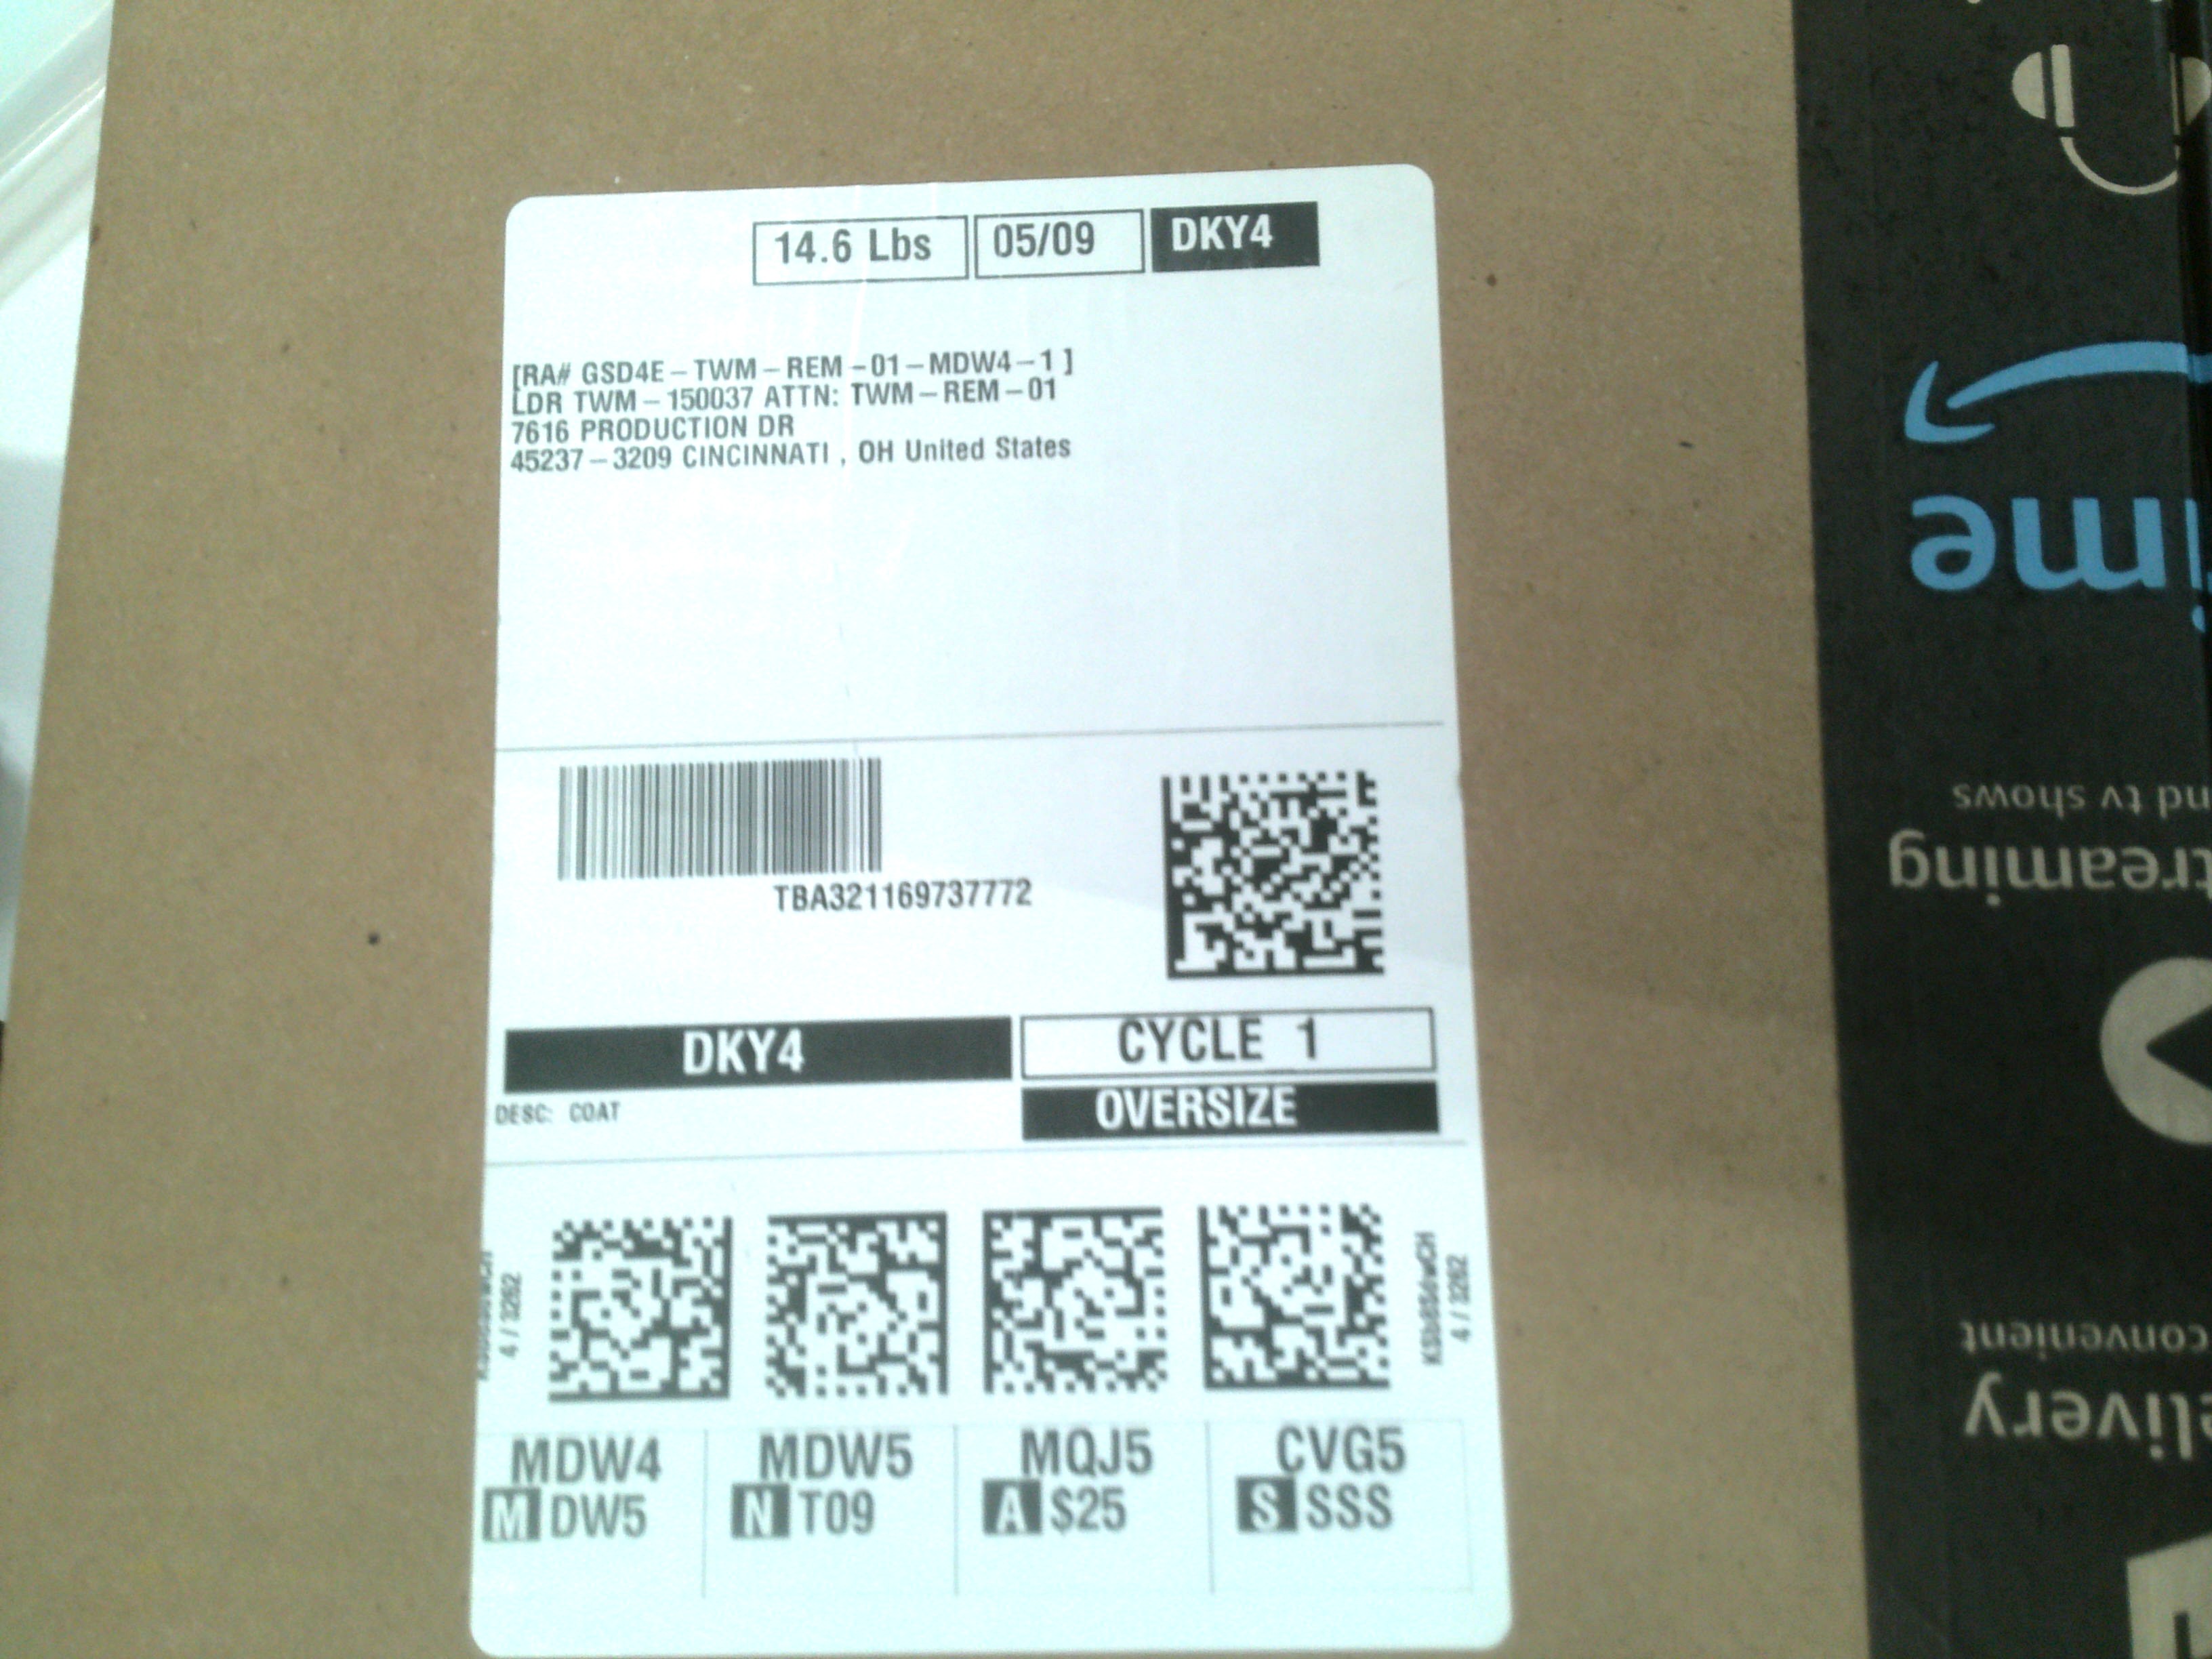 14.6 Lbs 05/09 DKY4
[RA# GSD4E-TWM-REM-01-MDW4-1 ]
LDR TWM-150037 ATTN: TWM-REM-01
7616 PRODUCTION DR
45237-3209 CINCINNATI , OH United States
TBA321169737772
DKY4 CYCLE 1
DESC: COAT OVERSIZE
4 / 3262
4 / 3262
MDW4 MDW5 MQJ5 CVG5
M DW5 N T09 A $25 S SSS
ime
nd tv shows
treaming
convenient
elivery